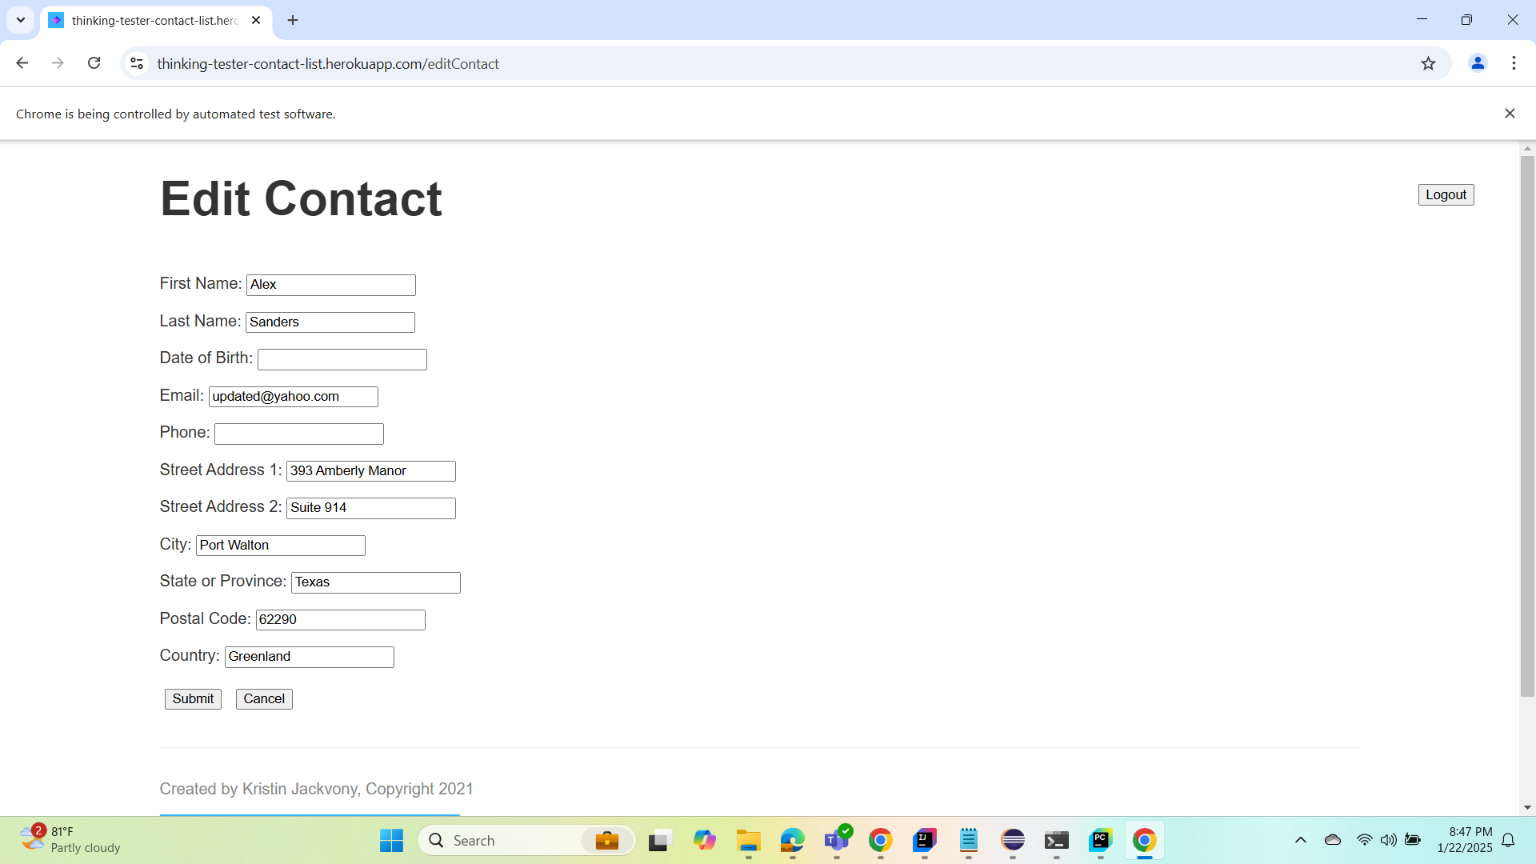 thinking-tester-contact-list.herc
thinking-tester-contact-list.herokuapp.com/editContact
Chrome is being controlled by automated test software.
Edit Contact
Logout
First Name: Alex
Last Name: Sanders
Date of Birth:
Email: updated@yahoo.com
Phone:
Street Address 1: 393 Amberly Manor
Street Address 2: Suite 914
City: Port Walton
State or Province: Texas
Postal Code: 62290
Country: Greenland
Submit Cancel
Created by Kristin Jackvony, Copyright 2021
2
81°F
Partly cloudy
Search
8:47 PM
1/22/2025